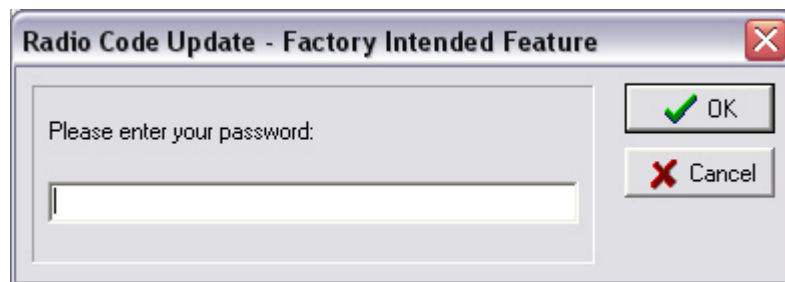 Radio Code Update - Factory Intended Feature
Please enter your password:
OK
Cancel